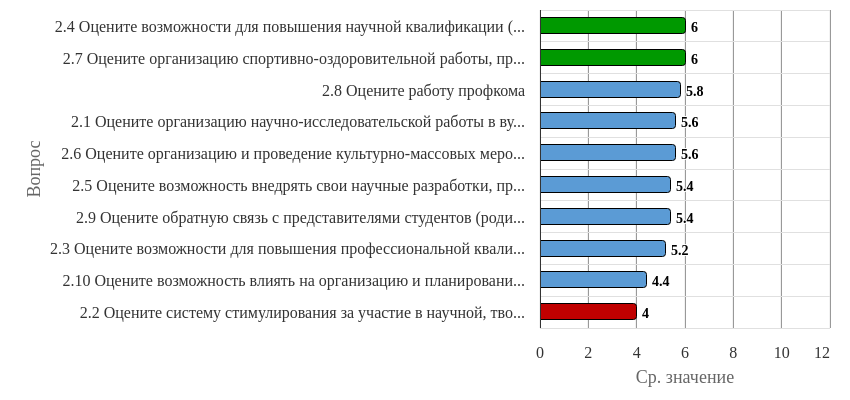 2.4 Оцените возможности для повышения научной квалификации (... 6
2.7 Оцените организацию спортивно-оздоровительной работы, пр... 6
2.8 Оцените работу профкома 5.8
2.1 Оцените организацию научно-исследовательской работы в ву... 5.6
2.6 Оцените организацию и проведение культурно-массовых меро... 5.6
Вопрос
2.5 Оцените возможность внедрять свои научные разработки, пр... 5.4
2.9 Оцените обратную связь с представителями студентов (роди... 5.4
2.3 Оцените возможности для повышения профессиональной квали... 5.2
2.10 Оцените возможность влиять на организацию и планировани... 4.4
2.2 Оцените систему стимулирования за участие в научной, тво... 4
0 2 4 6 8 10 12
Ср. значение